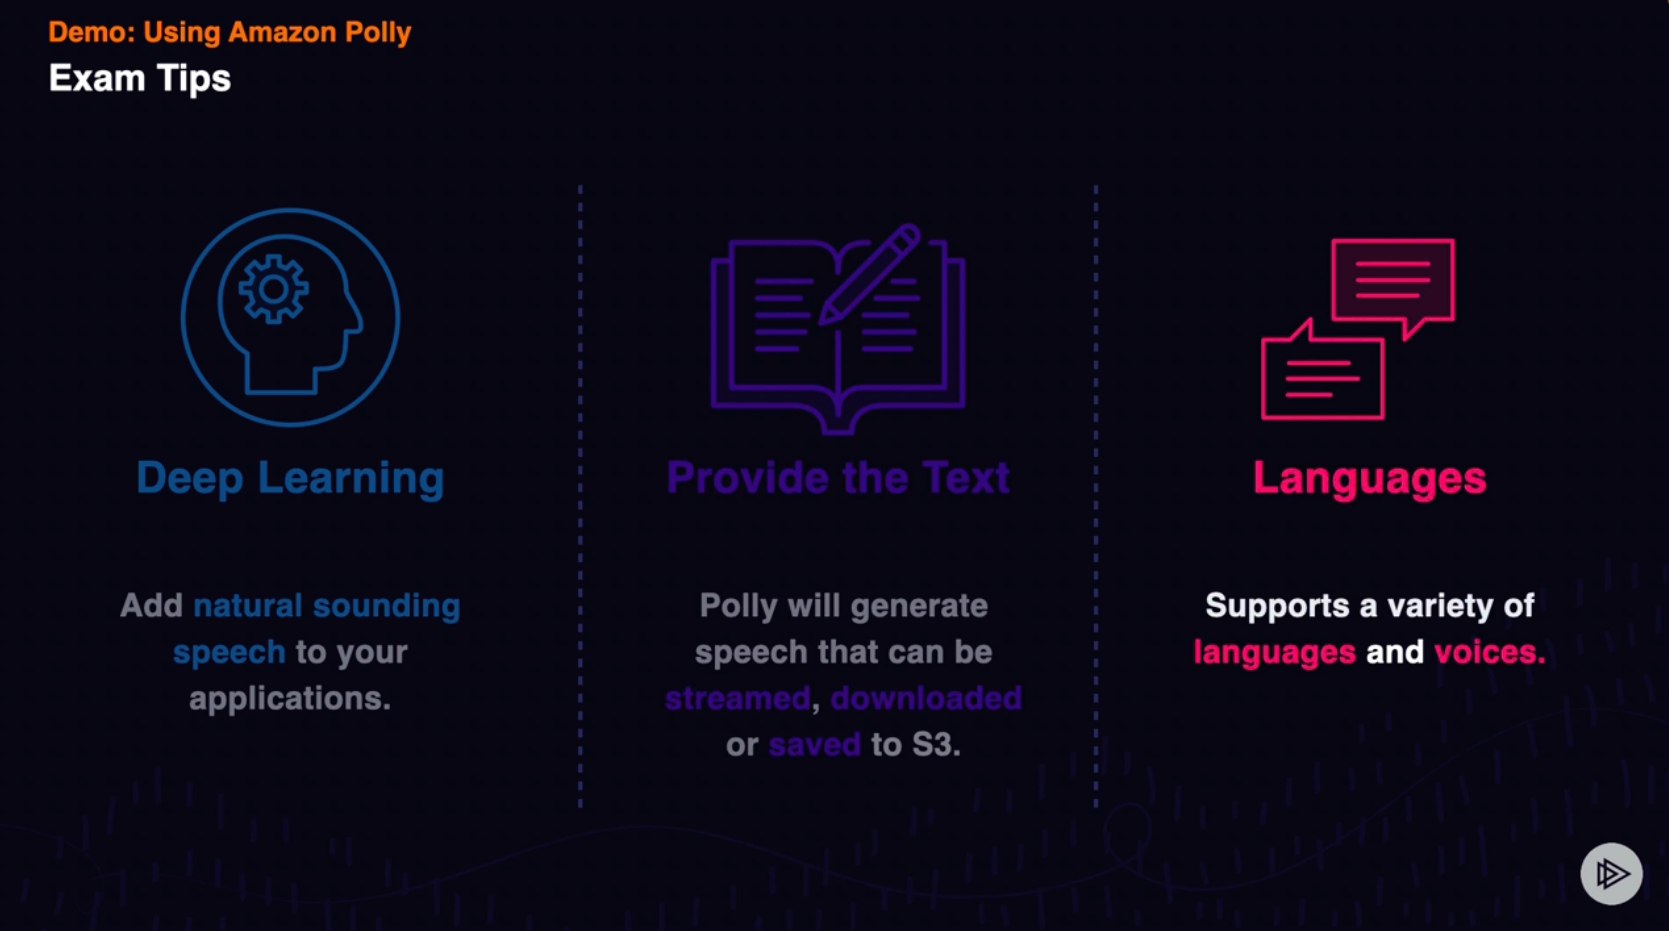 Demo: Using Amazon Polly
Exam Tips
Deep Learning
Add natural sounding
speech to your
applications.
Provide the Text
Polly will generate
speech that can be
streamed, downloaded
or saved to S3.
Languages
Supports a variety of
languages and voices.